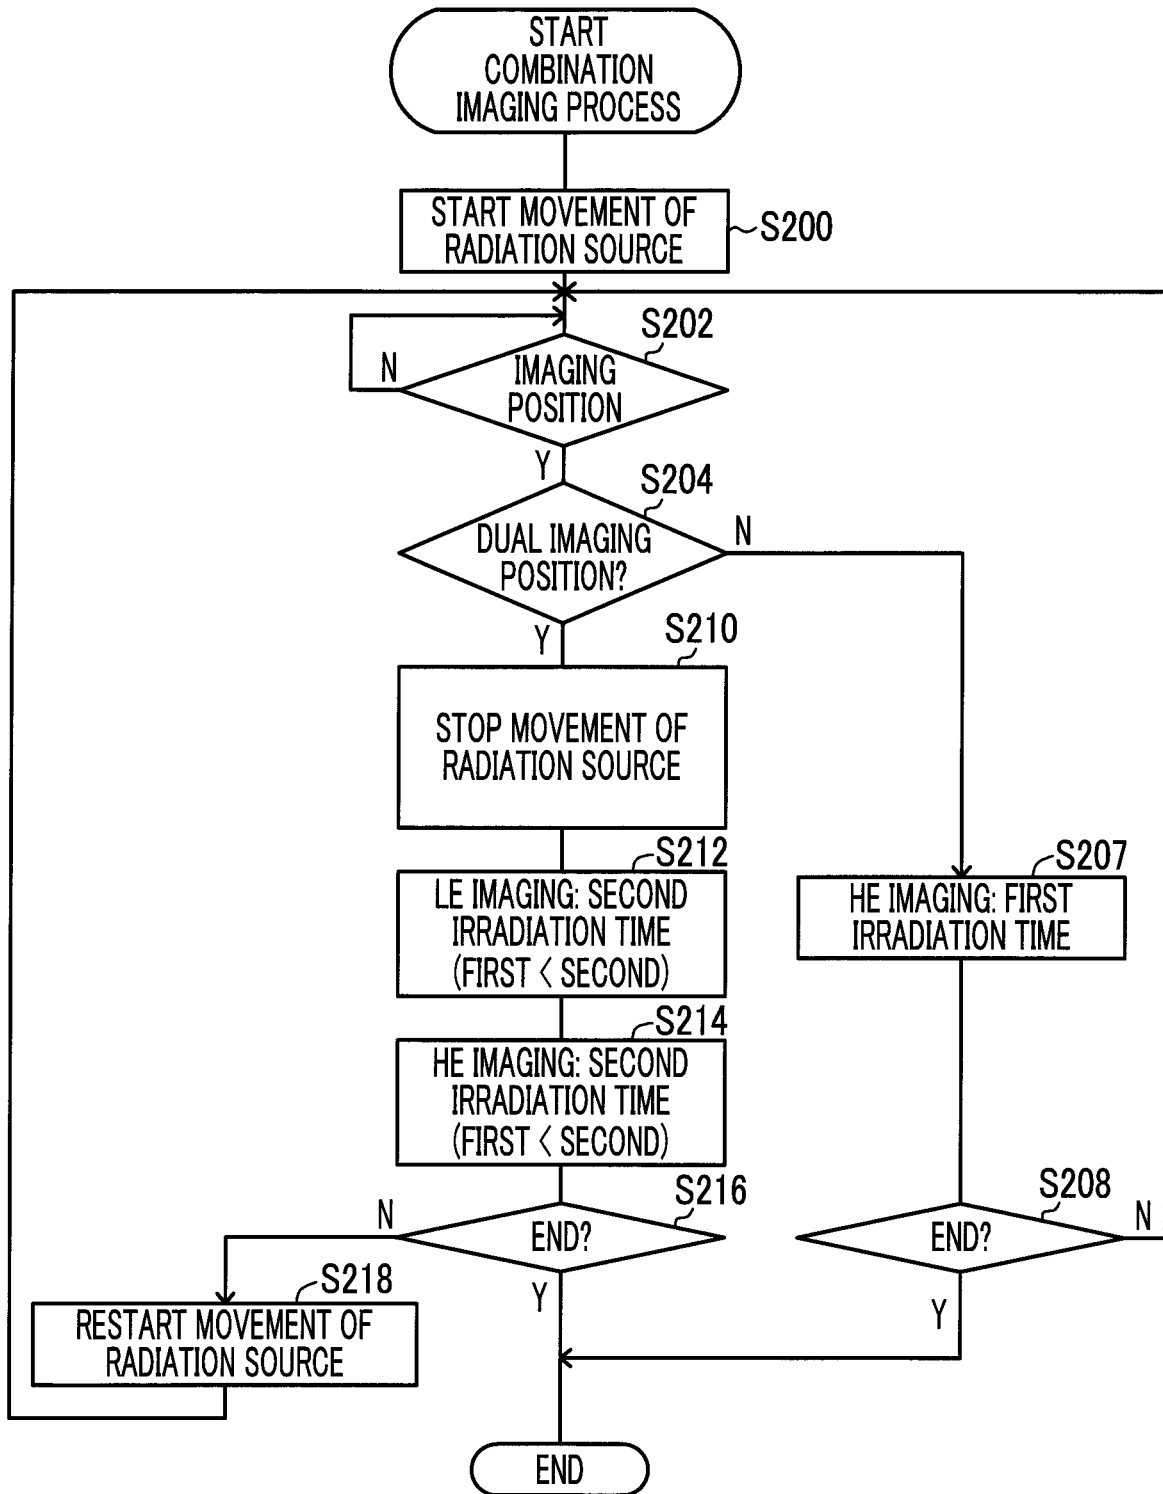 START
COMBINATION
IMAGING PROCESS
START MOVEMENT OF
RADIATION SOURCE
S200
S202
N
IMAGING
POSITION
Y
S204
DUAL IMAGING
POSITION?
N
Y
S210
STOP MOVEMENT OF
RADIATION SOURCE
S212
LE IMAGING: SECOND
IRRADIATION TIME
(FIRST < SECOND)
S207
HE IMAGING: FIRST
IRRADIATION TIME
S214
HE IMAGING: SECOND
IRRADIATION TIME
(FIRST < SECOND)
S216
N
END?
Y
S208
END?
N
Y
S218
RESTART MOVEMENT OF
RADIATION SOURCE
END